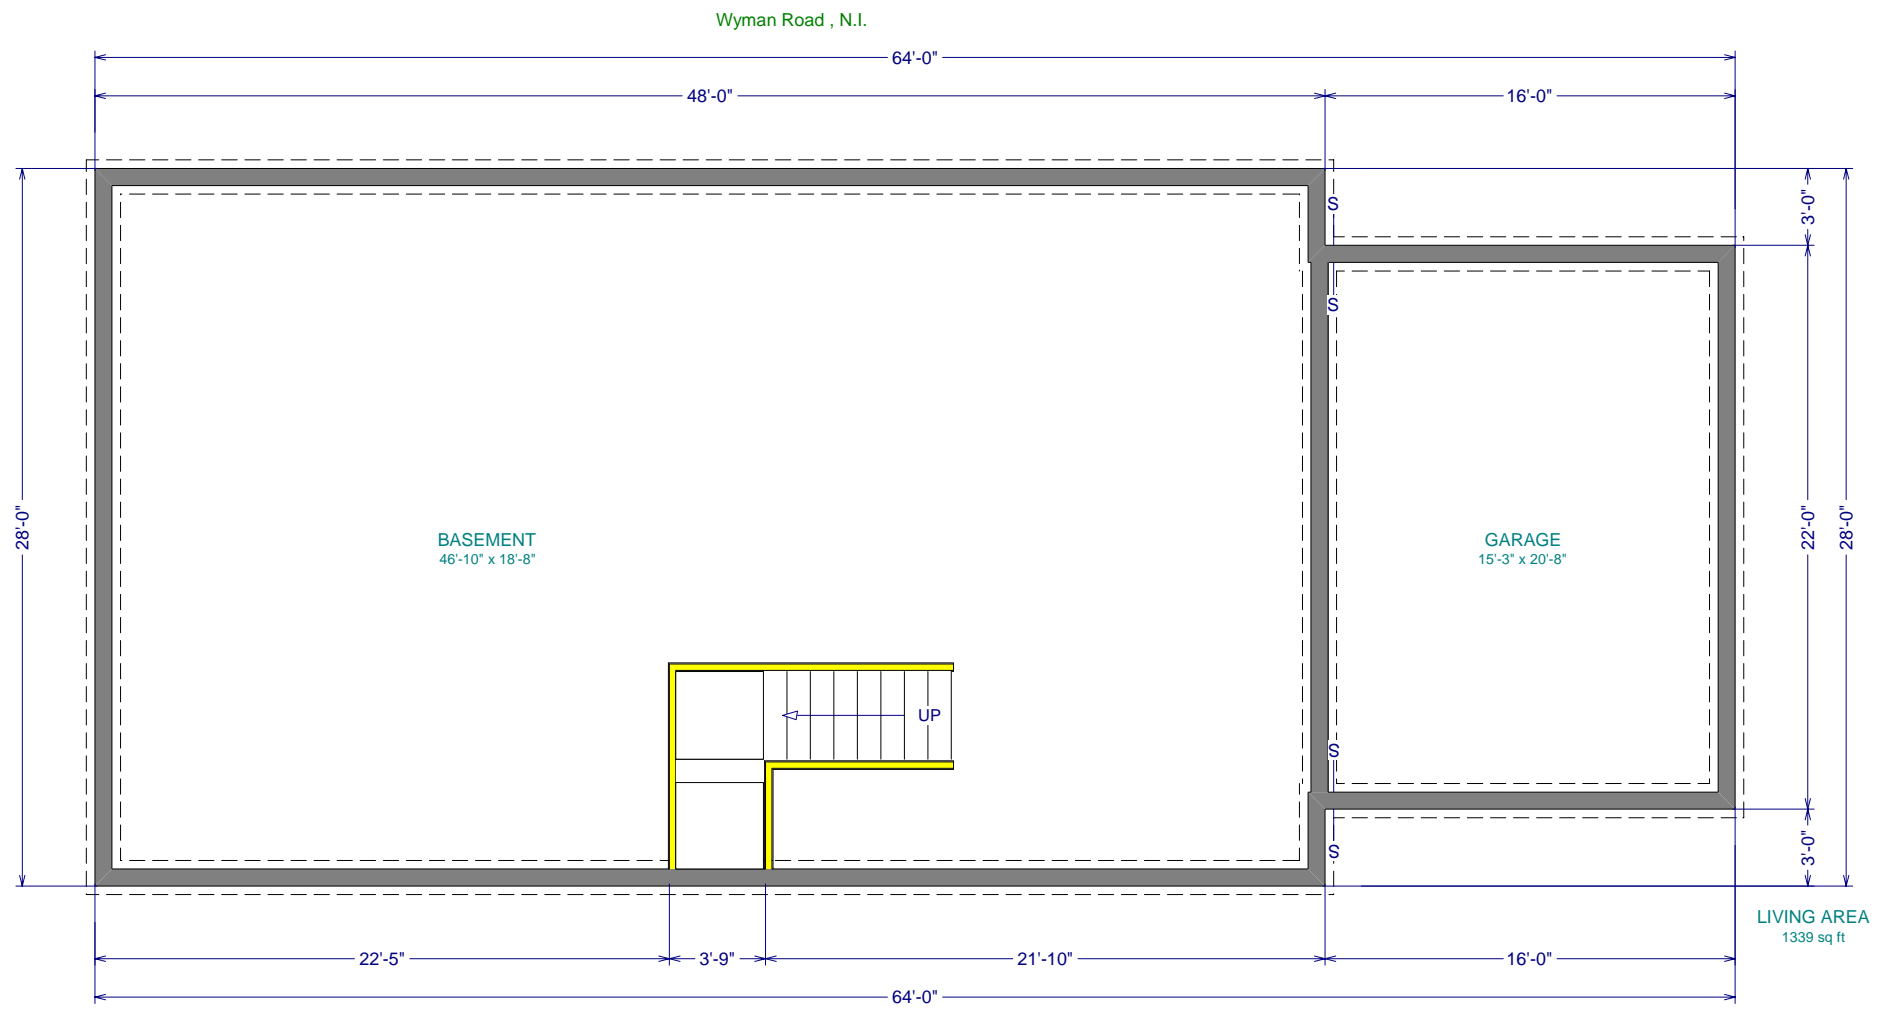 Wyman Road , N.I.
64'-0"
48'-0"
16'-0"
S
3'-0"
S
28'-0"
BASEMENT
46'-10" x 18'-8"
GARAGE
15'-3" x 20'-8"
22'-0"
28'-0"
UP
S
S
3'-0"
LIVING AREA
1339 sq ft
22'-5"
3'-9"
21'-10"
16'-0"
64'-0"